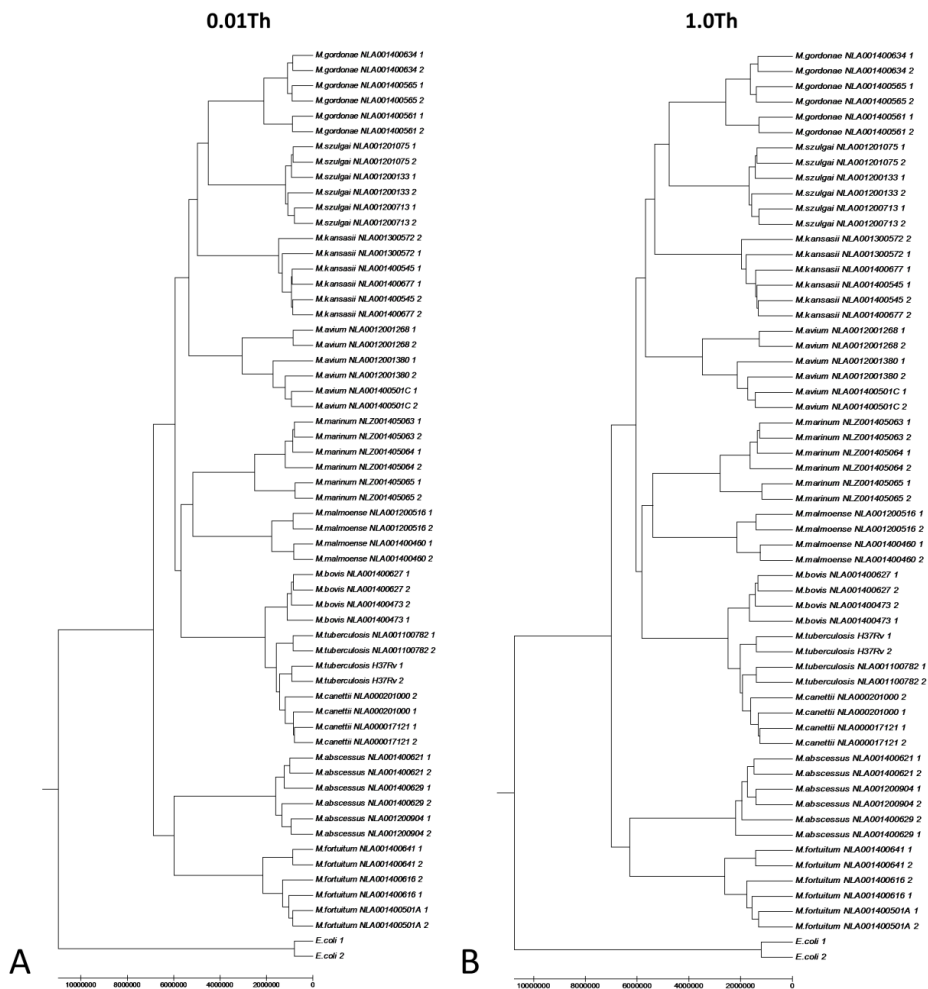 0.01Th
M.gordonae NLA001400634 1
M.gordonae NLA001400634 2
M.gordonae NLA001400565 1
M.gordonae NLA001400565 2
M.gordonae NLA001400561 1
M.gordonae NLA001400561 2
M.szulgai NLA001201075 1
M.szulgai NLA001201075 2
M.szulgai NLA001200133 1
M.szulgai NLA001200133 2
M.szulgai NLA001200713 1
M.szulgai NLA001200713 2
M.kansasii NLA001300572 2
M.kansasii NLA001300572 1
M.kansasii NLA001400545 1
M.kansasii NLA001400677 1
M.kansasii NLA001400545 2
M.kansasii NLA001400677 2
M.avium NLA0012001268 1
M.avium NLA0012001268 2
M.avium NLA0012001380 1
M.avium NLA0012001380 2
M.avium NLA001400501C 1
M.avium NLA001400501C 2
M.marinum NLZ001405063 1
M.marinum NLZ001405063 2
M.marinum NLZ001405064 1
M.marinum NLZ001405064 2
M.marinum NLZ001405065 1
M.marinum NLZ001405065 2
M.malmoense NLA001200516 1
M.malmoense NLA001200516 2
M.malmoense NLA001400460 1
M.malmoense NLA001400460 2
M.bovis NLA001400627 1
M.bovis NLA001400627 2
M.bovis NLA001400473 2
M.bovis NLA001400473 1
M.tuberculosis NLA001100782 1
M.tuberculosis NLA001100782 2
M.tuberculosis H37Rv 1
M.tuberculosis H37Rv 2
M.canettii NLA000201000 2
M.canettii NLA000201000 1
M.canettii NLA000017121 1
M.canettii NLA000017121 2
M.abscessus NLA001400621 1
M.abscessus NLA001400621 2
M.abscessus NLA001400629 1
M.abscessus NLA001400629 2
M.abscessus NLA001200904 1
M.abscessus NLA001200904 2
M.fortuitum NLA001400641 1
M.fortuitum NLA001400641 2
M.fortuitum NLA001400616 2
M.fortuitum NLA001400616 1
M.fortuitum NLA001400501A 1
M.fortuitum NLA001400501A 2
E.coli 1
E.coli 2
A
10000000 8000000 6000000 4000000 2000000 0
1.0Th
M.gordonae NLA001400634 1
M.gordonae NLA001400634 2
M.gordonae NLA001400565 1
M.gordonae NLA001400565 2
M.gordonae NLA001400561 1
M.gordonae NLA001400561 2
M.szulgai NLA001201075 1
M.szulgai NLA001201075 2
M.szulgai NLA001200133 1
M.szulgai NLA001200133 2
M.szulgai NLA001200713 1
M.szulgai NLA001200713 2
M.kansasii NLA001300572 2
M.kansasii NLA001300572 1
M.kansasii NLA001400677 1
M.kansasii NLA001400545 1
M.kansasii NLA001400545 2
M.kansasii NLA001400677 2
M.avium NLA0012001268 1
M.avium NLA0012001268 2
M.avium NLA0012001380 1
M.avium NLA0012001380 2
M.avium NLA001400501C 1
M.avium NLA001400501C 2
M.marinum NLZ001405063 1
M.marinum NLZ001405063 2
M.marinum NLZ001405064 1
M.marinum NLZ001405064 2
M.marinum NLZ001405065 1
M.marinum NLZ001405065 2
M.malmoense NLA001200516 1
M.malmoense NLA001200516 2
M.malmoense NLA001400460 1
M.malmoense NLA001400460 2
M.bovis NLA001400627 1
M.bovis NLA001400627 2
M.bovis NLA001400473 2
M.bovis NLA001400473 1
M.tuberculosis H37Rv 1
M.tuberculosis H37Rv 2
M.tuberculosis NLA001100782 1
M.tuberculosis NLA001100782 2
M.canettii NLA000201000 2
M.canettii NLA000201000 1
M.canettii NLA000017121 1
M.canettii NLA000017121 2
M.abscessus NLA001400621 1
M.abscessus NLA001400621 2
M.abscessus NLA001200904 1
M.abscessus NLA001200904 2
M.abscessus NLA001400629 2
M.abscessus NLA001400629 1
M.fortuitum NLA001400641 1
M.fortuitum NLA001400641 2
M.fortuitum NLA001400616 2
M.fortuitum NLA001400616 1
M.fortuitum NLA001400501A 1
M.fortuitum NLA001400501A 2
E.coli 1
E.coli 2
B
10000000 8000000 6000000 4000000 2000000 0